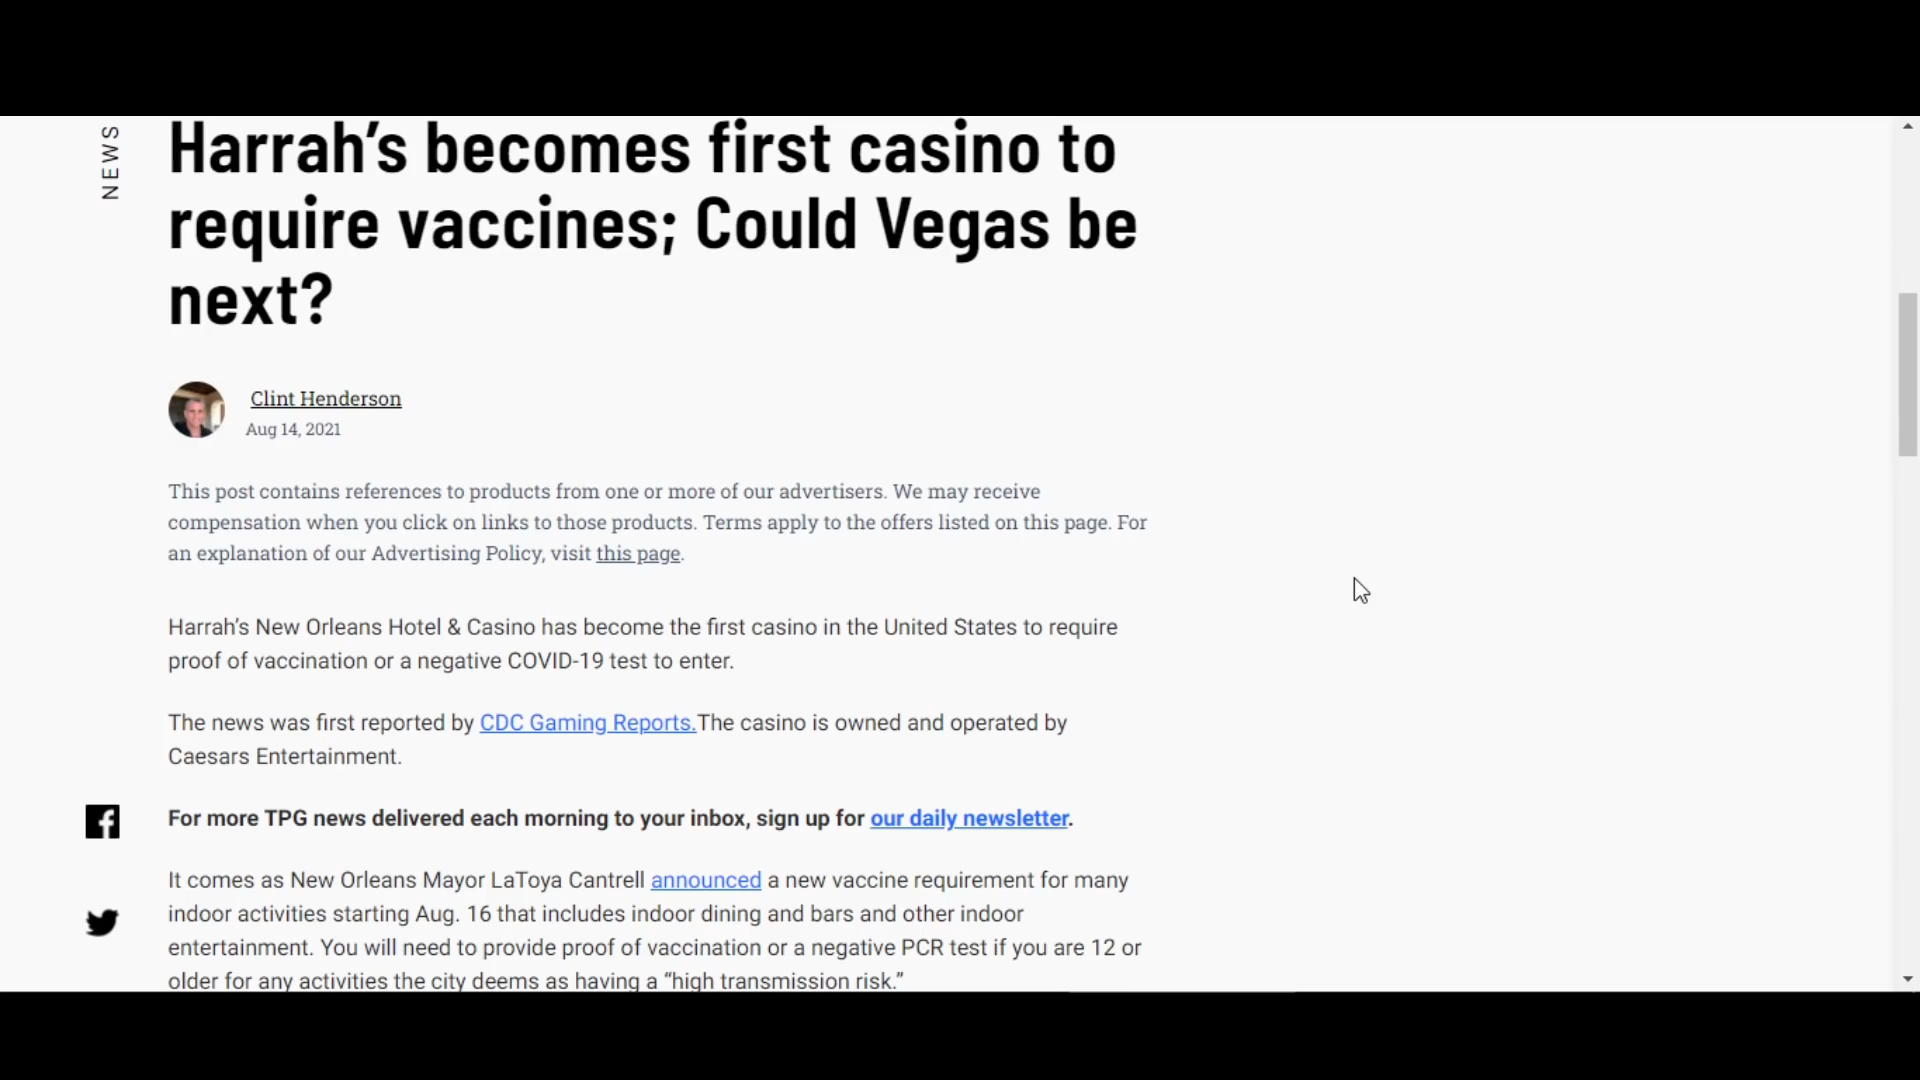 NEWS
Harrah's becomes first casino to
require vaccines; Could Vegas be
next?
Clint Henderson
Aug 14, 2021
This post contains references to products from one or more of our advertisers. We may receive
compensation when you click on links to those products. Terms apply to the offers listed on this page. For
an explanation of our Advertising Policy, visit this page.
Harrah's New Orleans Hotel & Casino has become the first casino in the United States to require
proof of vaccination or a negative COVID-19 test to enter.
The news was first reported by CDC Gaming Reports.The casino is owned and operated by
Caesars Entertainment.
For more TPG news delivered each morning to your inbox, sign up for our daily newsletter.
It comes as New Orleans Mayor LaToya Cantrell announced a new vaccine requirement for many
indoor activities starting Aug. 16 that includes indoor dining and bars and other indoor
entertainment. You will need to provide proof of vaccination or a negative PCR test if you are 12 or
older for any activities the city deems as having a “high transmission risk.”